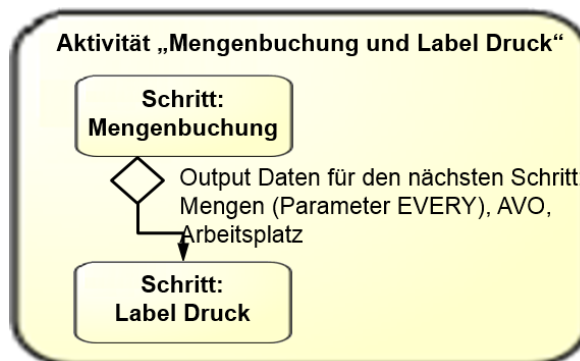 Aktivität „Mengenbuchung und Label Druck“
Schritt:
Mengenbuchung
Output Daten für den nächsten Schritt
Mengen (Parameter EVERY), AVO,
Arbeitsplatz
Schritt:
Label Druck